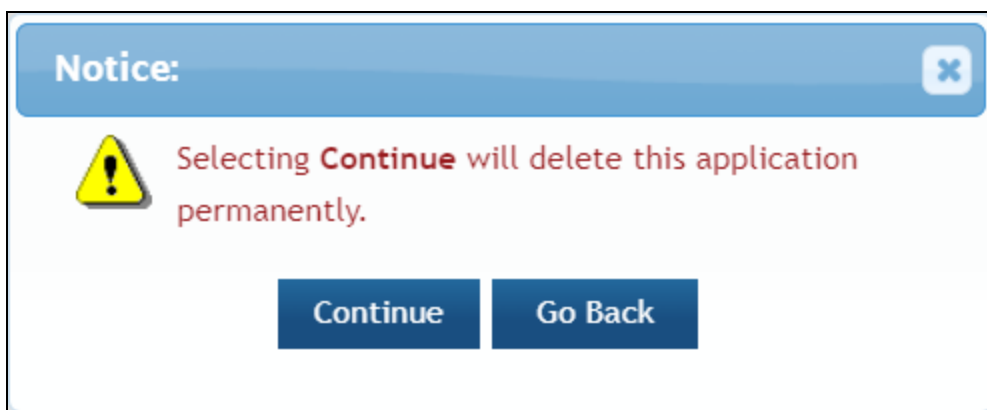 Notice:
Selecting Continue will delete this application
permanently.
Continue
Go Back